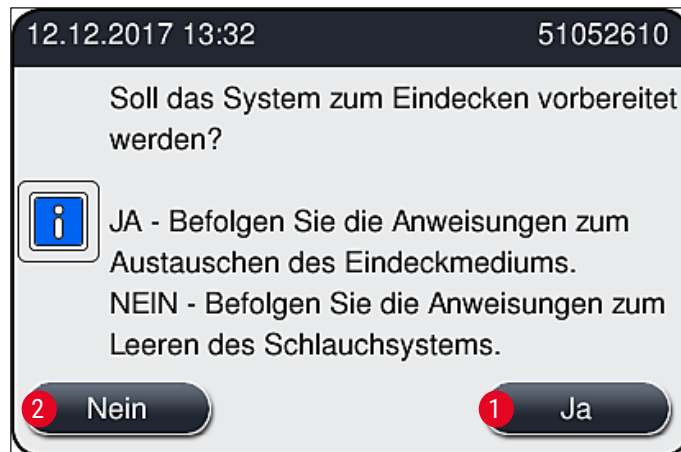 12.12.2017 13:32 51052610
Soll das System zum Eindecken vorbereitet
werden?
JA - Befolgen Sie die Anweisungen zum
Austauschen des Eindeckmediums.
NEIN - Befolgen Sie die Anweisungen zum
Leeren des Schlauchsystems.
2 Nein 1 Ja